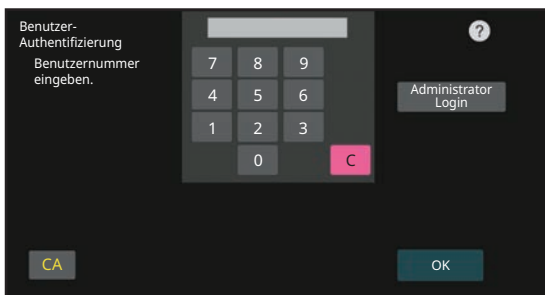 Benutzer-
Authentifizierung
Benutzernummer
eingeben.
?
7 8 9
4 5 6
1 2 3
0 C
Administrator
Login
CA
OK